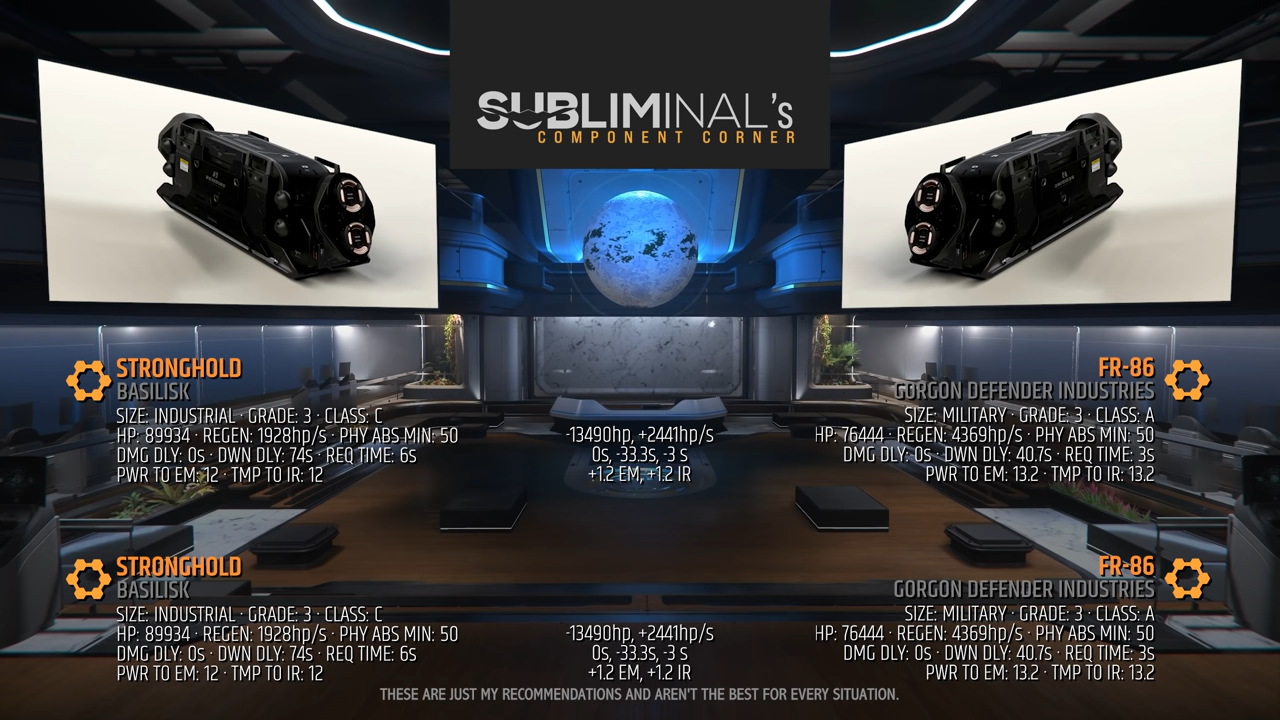 SUBLIMINAL's
COMPONENT CORNER
STRONGHOLD
BASILISK
SIZE: INDUSTRIAL · GRADE: 3 · CLASS: C
HP: 89934 · REGEN: 1928hp/s · PHY ABS MIN: 50
DMG DLY: 0s · DWN DLY: 74s · REQ TIME: 6s
PWR TO EM: 12 · TMP TO IR: 12
-13490hp, +2441hp/s
0s, -33.3s, -3 s
+1.2 EM, +1.2 IR
FR-86
GORGON DEFENDER INDUSTRIES
SIZE: MILITARY · GRADE: 3 · CLASS: A
HP: 76444 · REGEN: 4369hp/s · PHY ABS MIN: 50
DMG DLY: 0s · DWN DLY: 40.7s · REQ TIME: 3s
PWR TO EM: 13.2 · TMP TO IR: 13.2
STRONGHOLD
BASILISK
SIZE: INDUSTRIAL · GRADE: 3 · CLASS: C
HP: 89934 · REGEN: 1928hp/s · PHY ABS MIN: 50
DMG DLY: 0s · DWN DLY: 74s · REQ TIME: 6s
PWR TO EM: 12 · TMP TO IR: 12
-13490hp, +2441hp/s
0s, -33.3s, -3 s
+1.2 EM, +1.2 IR
FR-86
GORGON DEFENDER INDUSTRIES
SIZE: MILITARY · GRADE: 3 · CLASS: A
HP: 76444 · REGEN: 4369hp/s · PHY ABS MIN: 50
DMG DLY: 0s · DWN DLY: 40.7s · REQ TIME: 3s
PWR TO EM: 13.2 · TMP TO IR: 13.2
THESE ARE JUST MY RECOMMENDATIONS AND AREN'T THE BEST FOR EVERY SITUATION.